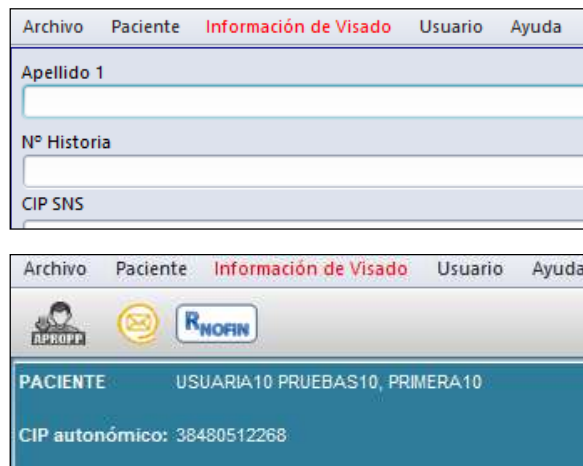 Archivo Paciente Información de Visado Usuario Ayuda
Apellido 1
Nº Historia
CIP SNS
Archivo Paciente Información de Visado Usuario Ayuda
APROPP RNOFIN
PACIENTE USUARIA10 PRUEBAS10, PRIMERA10
CIP autonómico: 38480512268